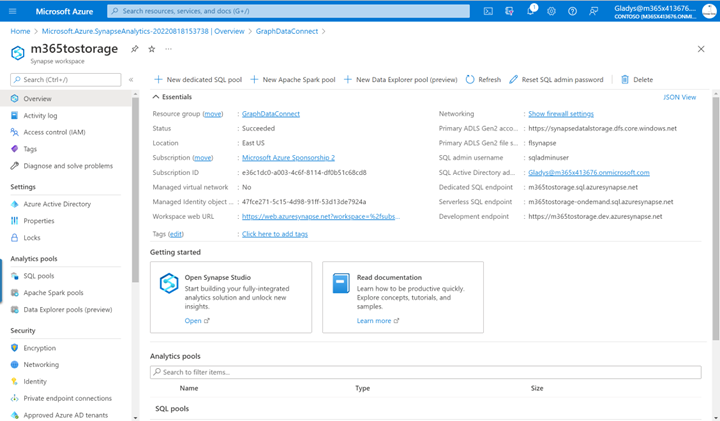 Microsoft Azure
Search resources, services, and docs (G+/)
1
Gladys@m365x413676....
CONTOSO (M365X413676.ONMI...
Home > Microsoft.Azure.SynapseAnalytics-20220818153738 | Overview > GraphDataConnect >
m365tostorage
Synapse workspace
Search (Ctrl+/)
Overview
Activity log
Access control (IAM)
Tags
Diagnose and solve problems
Settings
Azure Active Directory
Properties
Locks
Analytics pools
SQL pools
Apache Spark pools
Data Explorer pools (preview)
Security
Encryption
Networking
Identity
Private endpoint connections
Approved Azure AD tenants
New dedicated SQL pool
New Apache Spark pool
New Data Explorer pool (preview)
Refresh
Reset SQL admin password
Delete
Essentials
JSON View
Resource group (move) : GraphDataConnect
Status : Succeeded
Location : East US
Subscription (move) : Microsoft Azure Sponsorship 2
Subscription ID : e36c1dc0-a003-4c6f-8114-df0b51c68cd8
Managed virtual network : No
Managed Identity object ... : 47fce271-5c15-4d98-91ff-53d13de7924a
Workspace web URL : https://web.azuresynapse.net?workspace=%2fsubs...
Tags (edit) : Click here to add tags
Networking : Show firewall settings
Primary ADLS Gen2 acco... : https://synapsedatalstorage.dfs.core.windows.net
Primary ADLS Gen2 file s... : flsynapse
SQL admin username : sqladminuser
SQL Active Directory ad... : Gladys@m365x413676.onmicrosoft.com
Dedicated SQL endpoint : m365tostorage.sql.azuresynapse.net
Serverless SQL endpoint : m365tostorage-ondemand.sql.azuresynapse.net
Development endpoint : https://m365tostorage.dev.azuresynapse.net
Getting started
Open Synapse Studio
Start building your fully-integrated
analytics solution and unlock new
insights.
Open
Read documentation
Learn how to be productive quickly.
Explore concepts, tutorials, and
samples.
Learn more
Analytics pools
Search to filter items...
Name Type Size
SQL pools